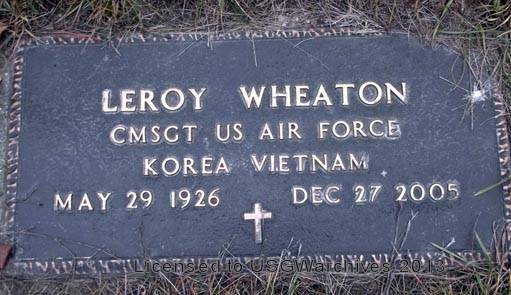 LEROY WHEATON
CMSGT US AIR FORCE
KOREA VIETNAM
MAY 29 1926 DEC 27 2005
Licensed to USGWarchives 2013